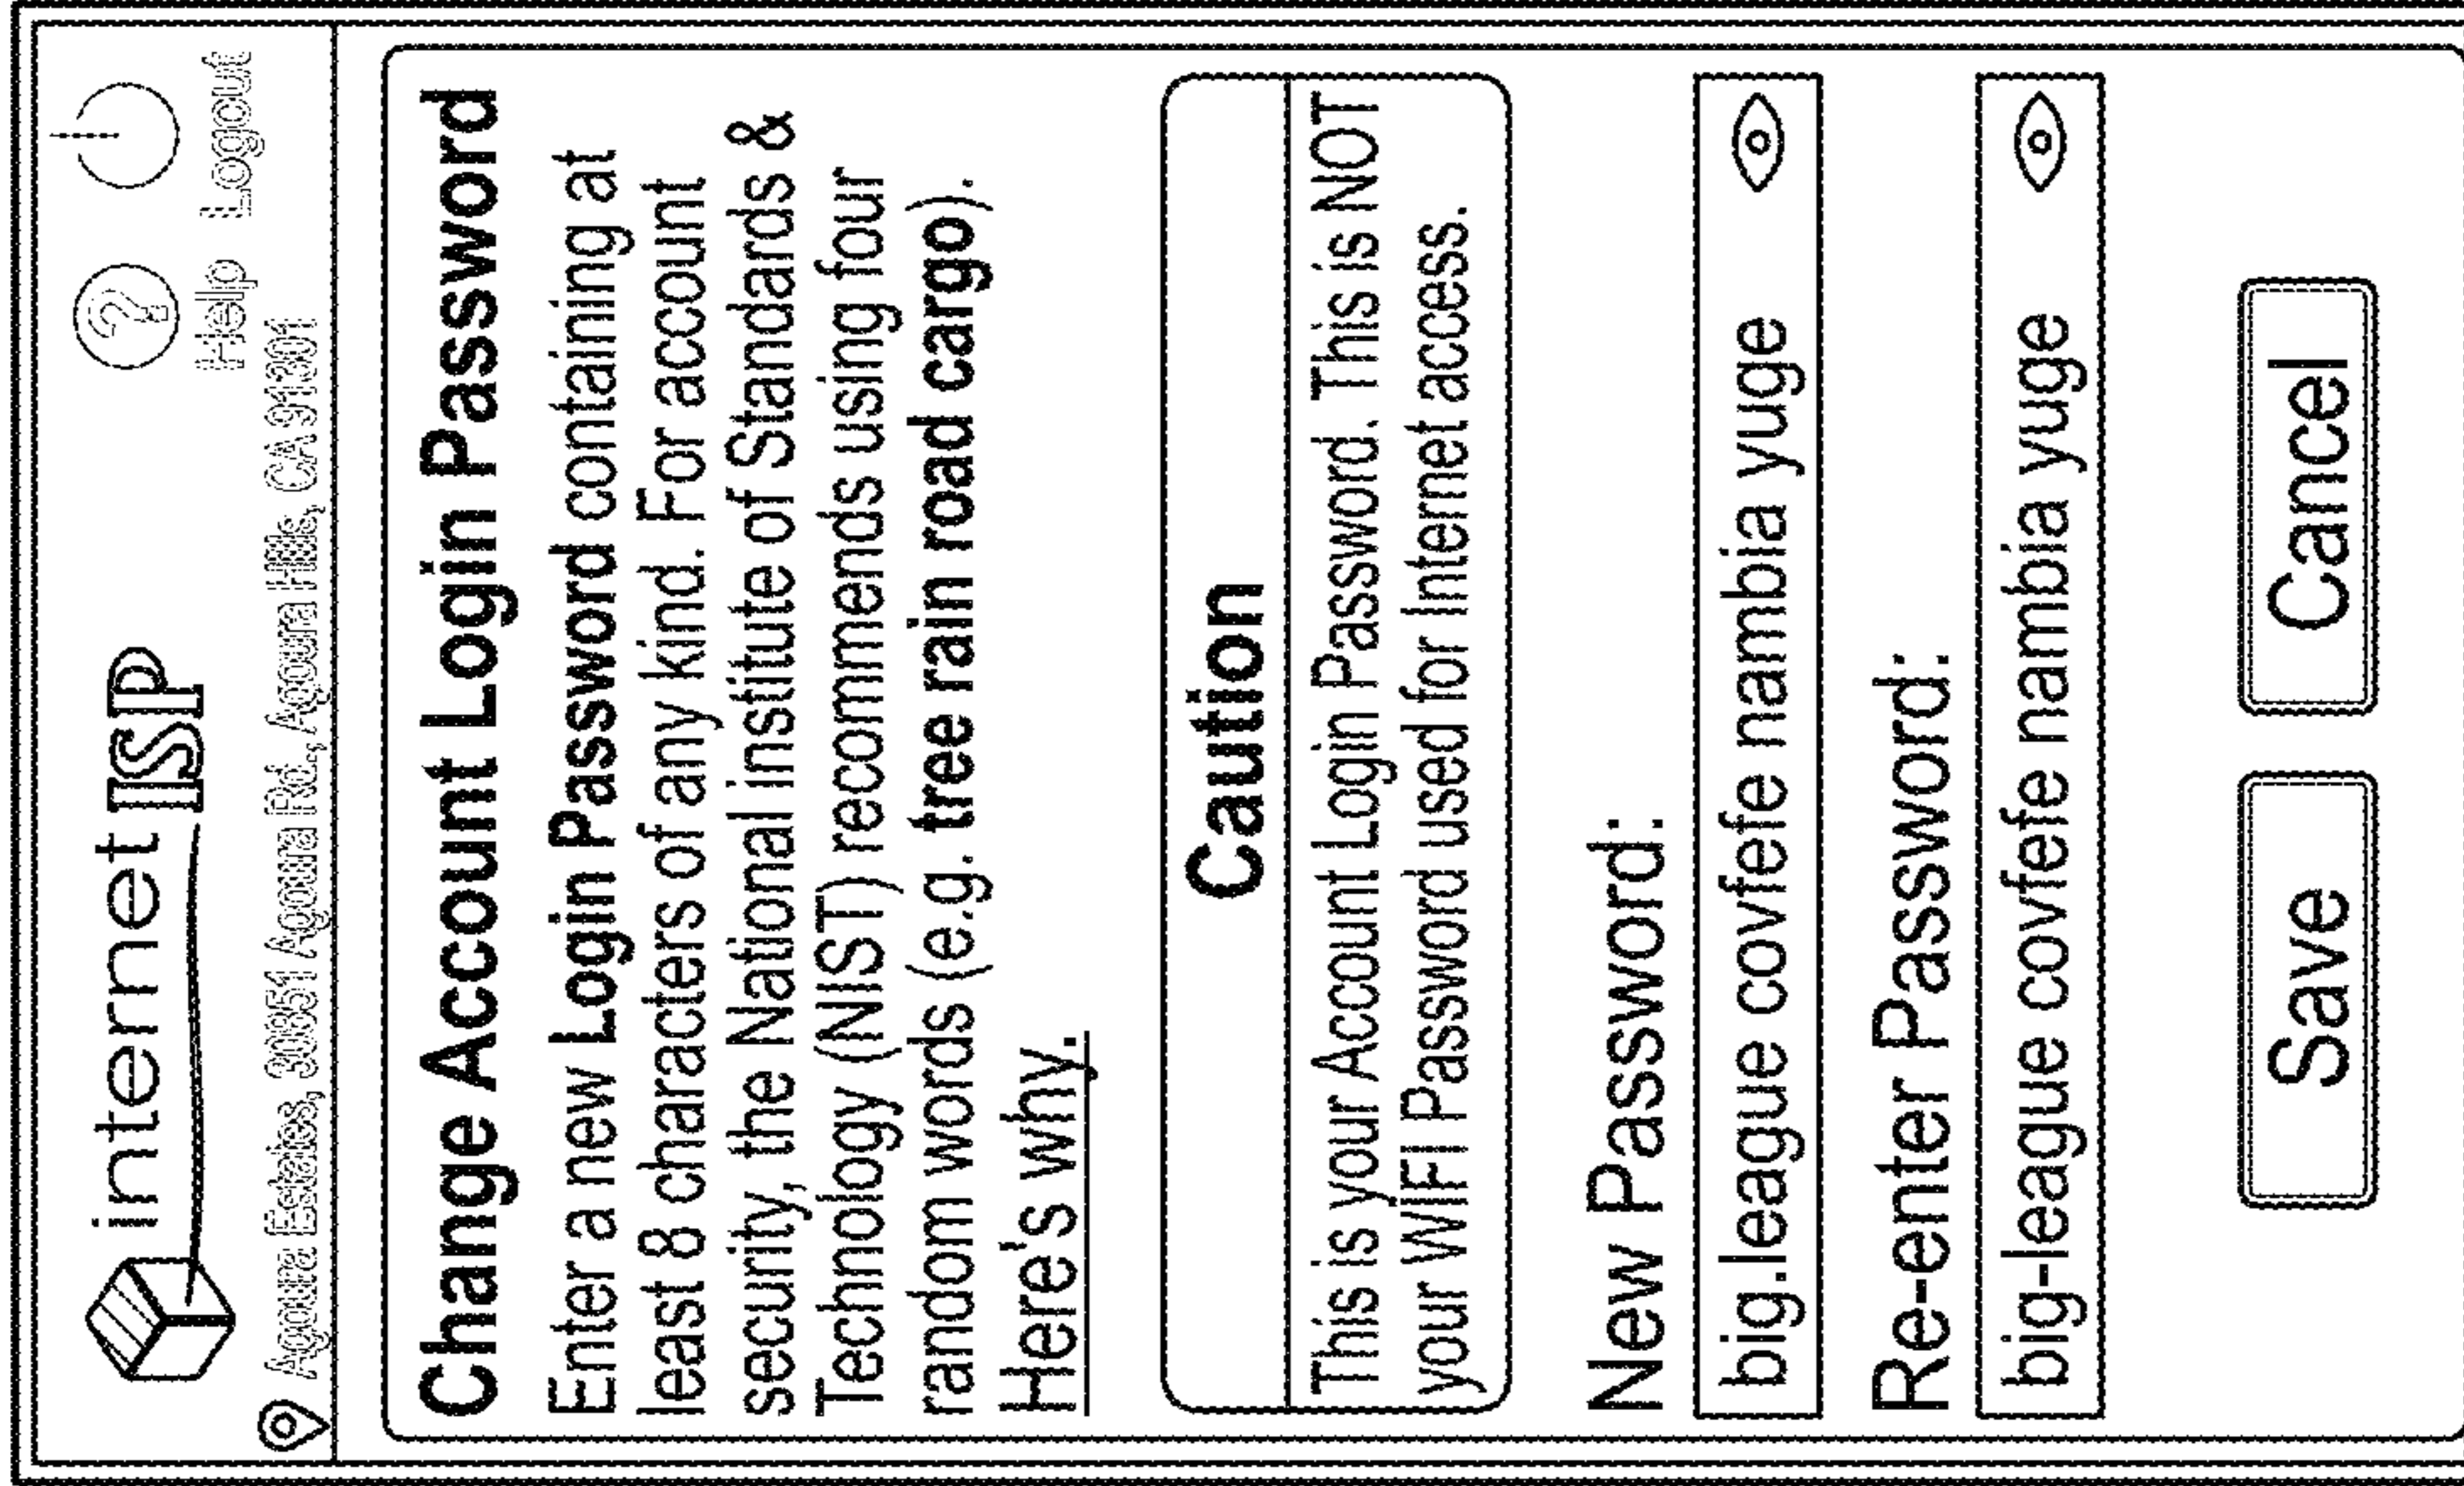 internet ISP
Help Logout
Agoura Estates, 30851 Agoura Rd., Agoura Hills, CA 91301
Change Account Login Password
Enter a new Login Password containing at
least 8 characters of any kind. For account
security, the National institute of Standards &
Technology (NIST) recommends using four
random words (e.g. tree rain road cargo).
Here's why.
Caution
This is your Account Login Password. This is NOT
your WIFI Password used for Internet access.
New Password:
big.league covfefe nambia yuge
Re-enter Password:
big-league covfefe nambia yuge
Save Cancel